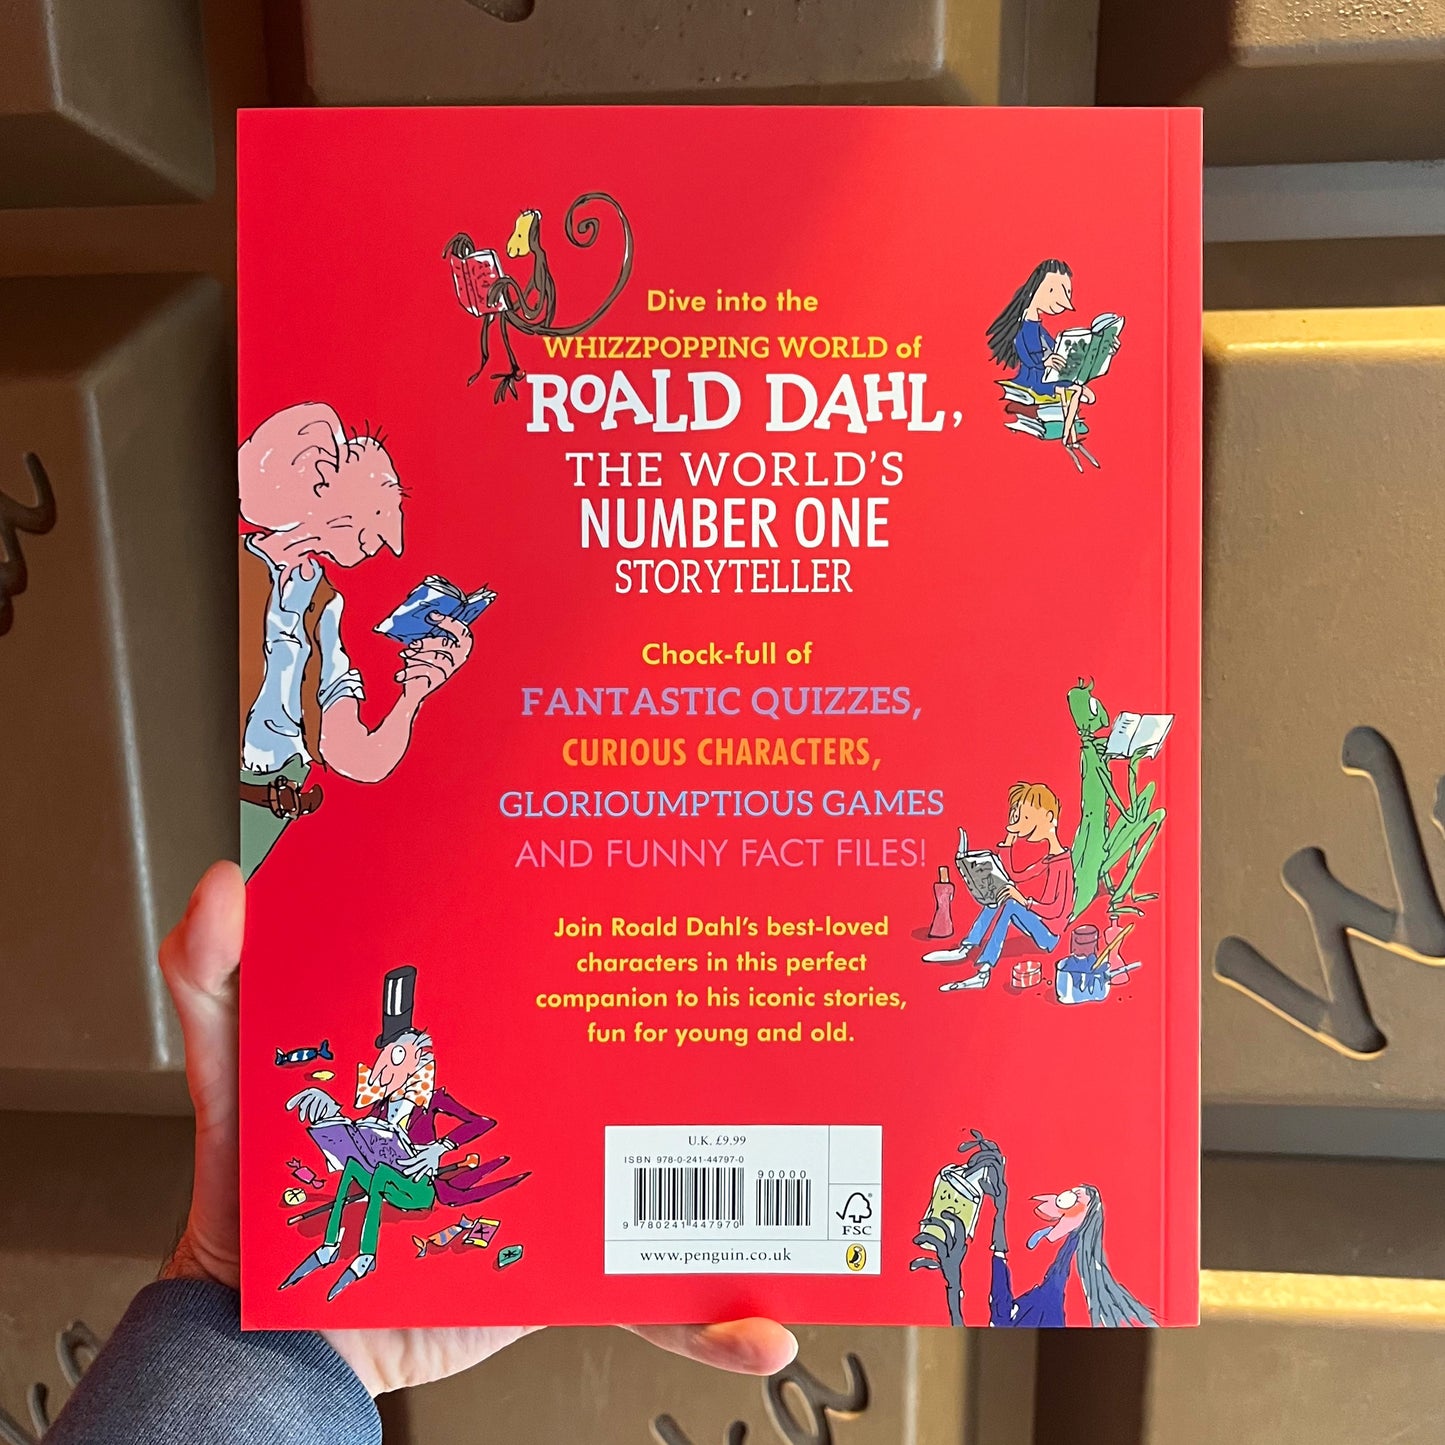 Dive into the
WHIZZPOPPING WORLD of
ROALD DAHL,
THE WORLD'S
NUMBER ONE
STORYTELLER
Chock-full of
FANTASTIC QUIZZES,
CURIOUS CHARACTERS,
GLORIOUMPTIOUS GAMES
AND FUNNY FACT FILES!
Join Roald Dahl's best-loved
characters in this perfect
companion to his iconic stories,
fun for young and old.
U.K. £9.99
ISBN 978-0-241-44797-0
90000
9 780241 447970
FSC
www.penguin.co.uk